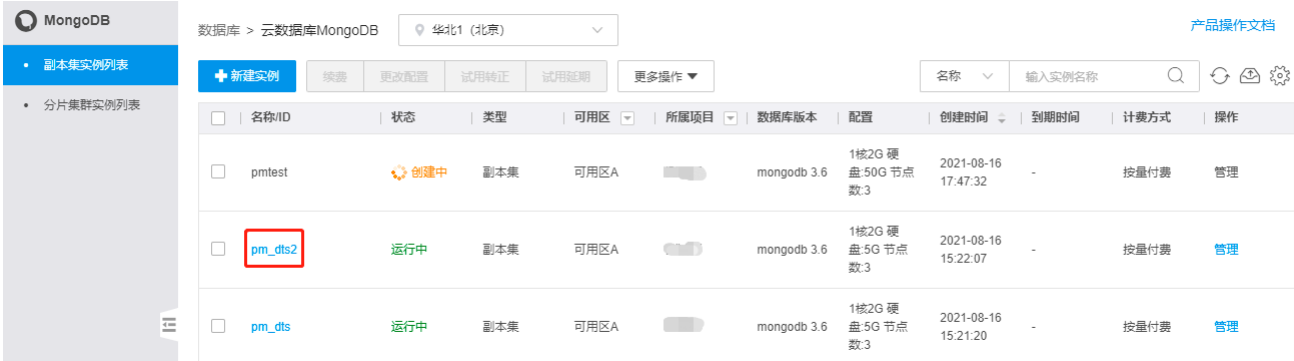 MongoDB
数据库 > 云数据库MongoDB
华北1 (北京)
产品操作文档
副本集实例列表
分片集群实例列表
新建实例
续费
更改配置
试用转正
试用延期
更多操作
名称
输入实例名称
名称/ID
状态
类型
可用区
所属项目
数据库版本
配置
创建时间
到期时间
计费方式
操作
pmtest
创建中
副本集
可用区A
mongodb 3.6
1核2G 硬
盘:50G 节点
数:3
2021-08-16
17:47:32
-
按量付费
管理
pm_dts2
运行中
副本集
可用区A
mongodb 3.6
1核2G 硬
盘:5G 节点
数:3
2021-08-16
15:22:07
-
按量付费
管理
pm_dts
运行中
副本集
可用区A
mongodb 3.6
1核2G 硬
盘:5G 节点
数:3
2021-08-16
15:21:20
-
按量付费
管理